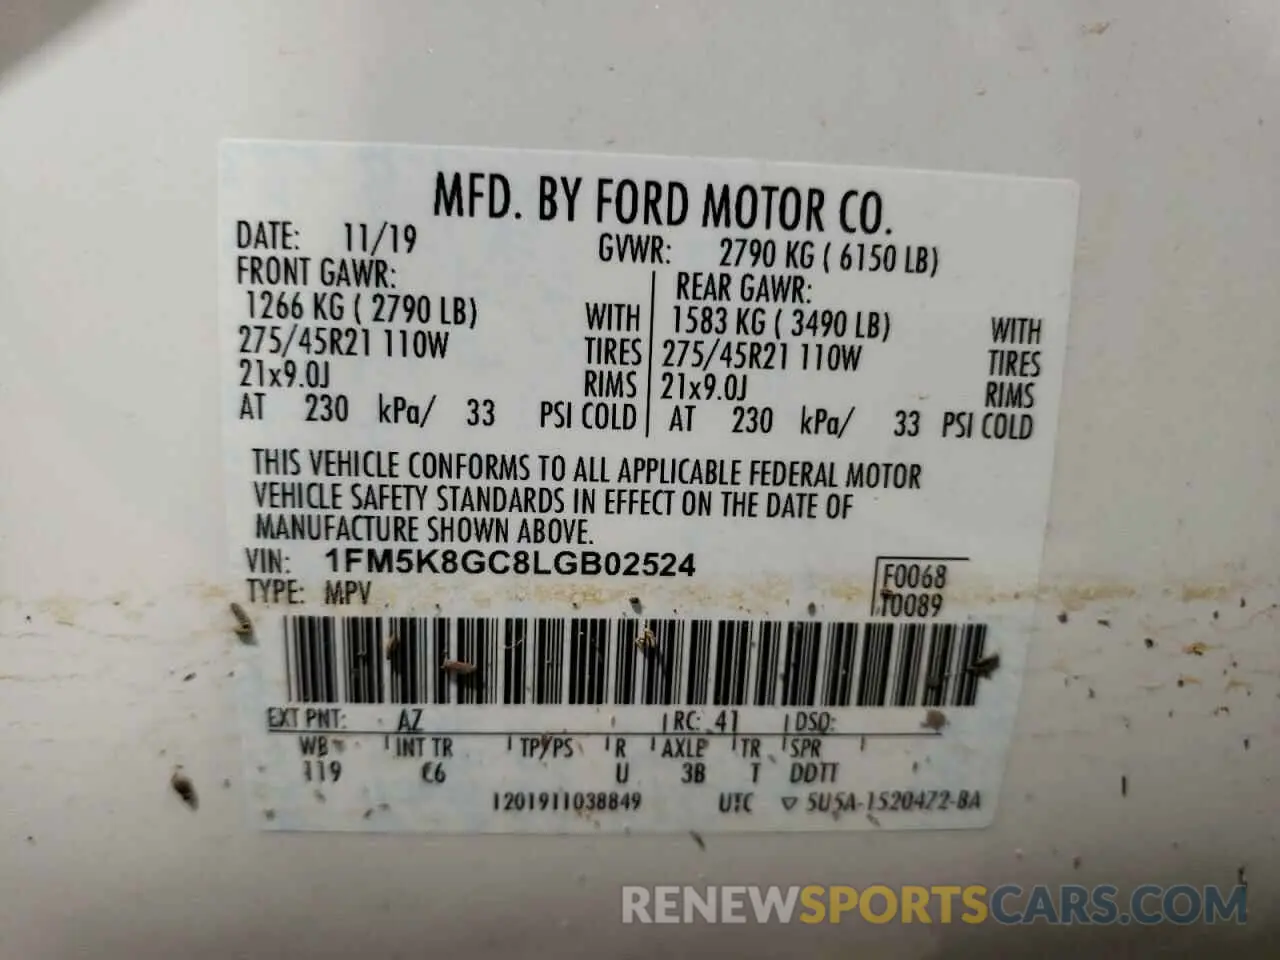 MFD. BY FORD MOTOR CO.
DATE: 11/19 GVWR: 2790 KG ( 6150 LB)
FRONT GAWR: REAR GAWR:
1266 KG ( 2790 LB) WITH 1583 KG ( 3490 LB) WITH
275/45R21 110W TIRES 275/45R21 110W TIRES
21x9.0J RIMS 21x9.0J RIMS
AT 230 kPa/ 33 PSI COLD AT 230 kPa/ 33 PSI COLD
THIS VEHICLE CONFORMS TO ALL APPLICABLE FEDERAL MOTOR
VEHICLE SAFETY STANDARDS IN EFFECT ON THE DATE OF
MANUFACTURE SHOWN ABOVE.
VIN: 1FM5K8GC8LGB02524 F0068
TYPE: MPV T0089
EXT PNT: AZ RC: 41 DSO:
WB INT TR TP/PS R AXLE TR SPR
119 C6 U 3B T DDTT
1201911038849 UTC ▽ 5U5A-1520472-BA
RENEWSPORTSCARS.COM